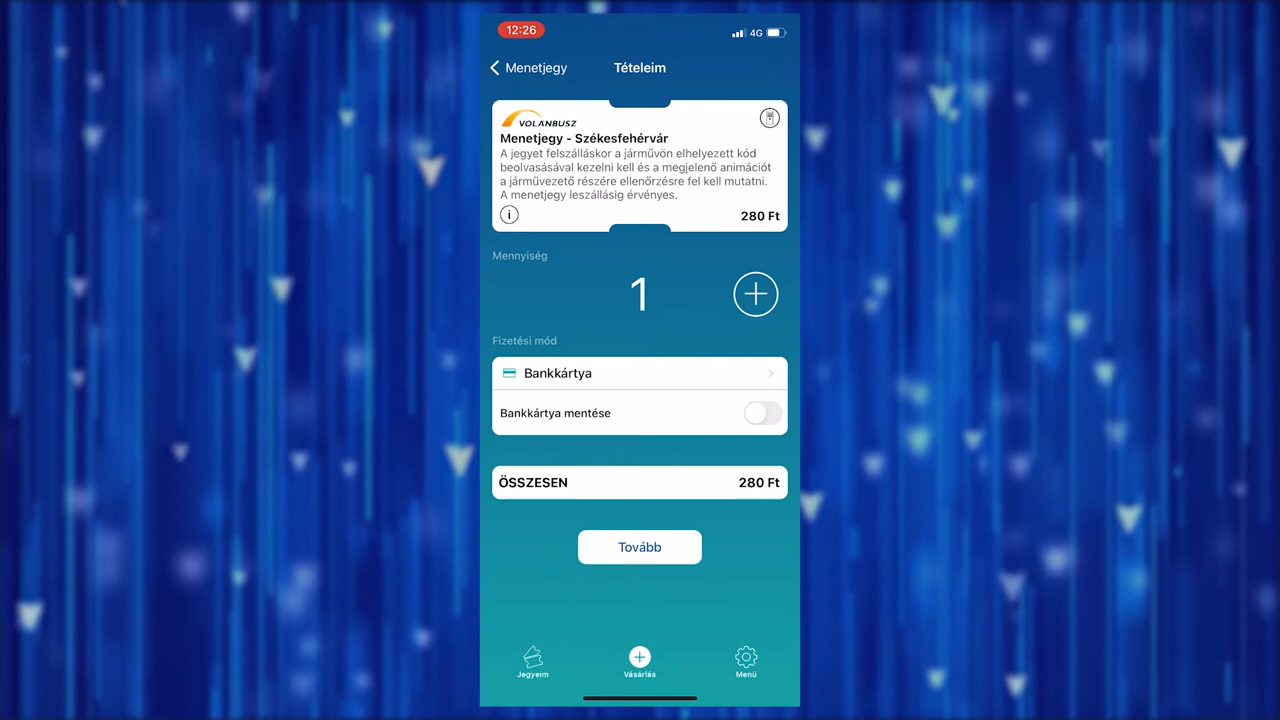 12:26
4G
Menetjegy
Tételeim
VOLÁNBUSZ
Menetjegy - Székesfehérvár
A jegyet felszálláskor a járművön elhelyezett kód
beolvasásával kezelni kell és a megjelenő animációt
a járművezető részére ellenőrzésre fel kell mutatni.
A menetjegy leszállásig érvényes.
i
280 Ft
Mennyiség
1
Fizetési mód
Bankkártya
Bankkártya mentése
ÖSSZESEN
280 Ft
Tovább
Jegyeim
Vásárlás
Menü